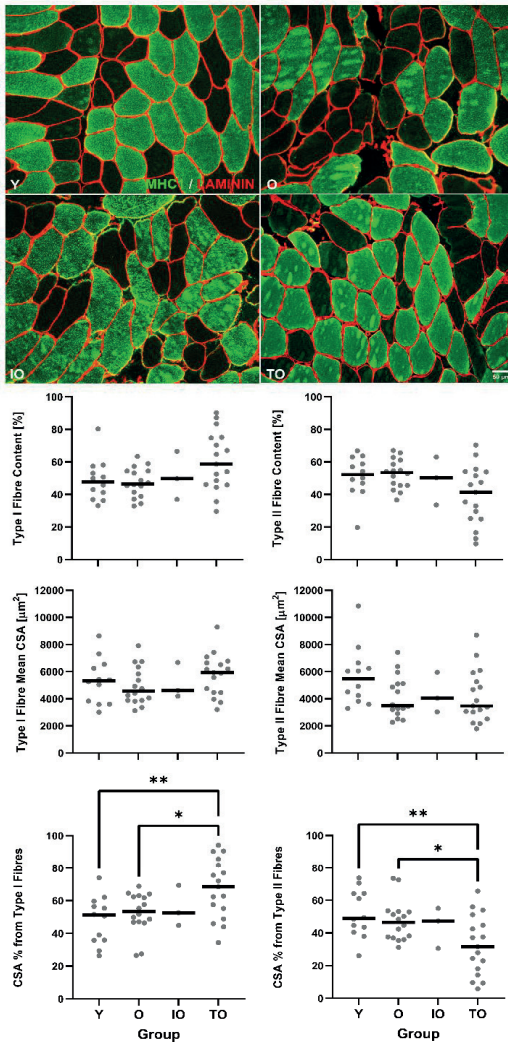 Y
MHCI / LAMININ
O
IO
TO
50 µm
Type I Fibre Content [%]
100
80
60
40
20
0
Type II Fibre Content [%]
100
80
60
40
20
0
Type I Fibre Mean CSA [µm²]
12000
10000
8000
6000
4000
2000
0
Type II Fibre Mean CSA [µm²]
12000
10000
8000
6000
4000
2000
0
**
*
CSA % from Type I Fibres
100
80
60
40
20
0
Y IO O TO
Group
**
*
CSA % from Type II Fibres
100
80
60
40
20
0
Y O IO TO
Group